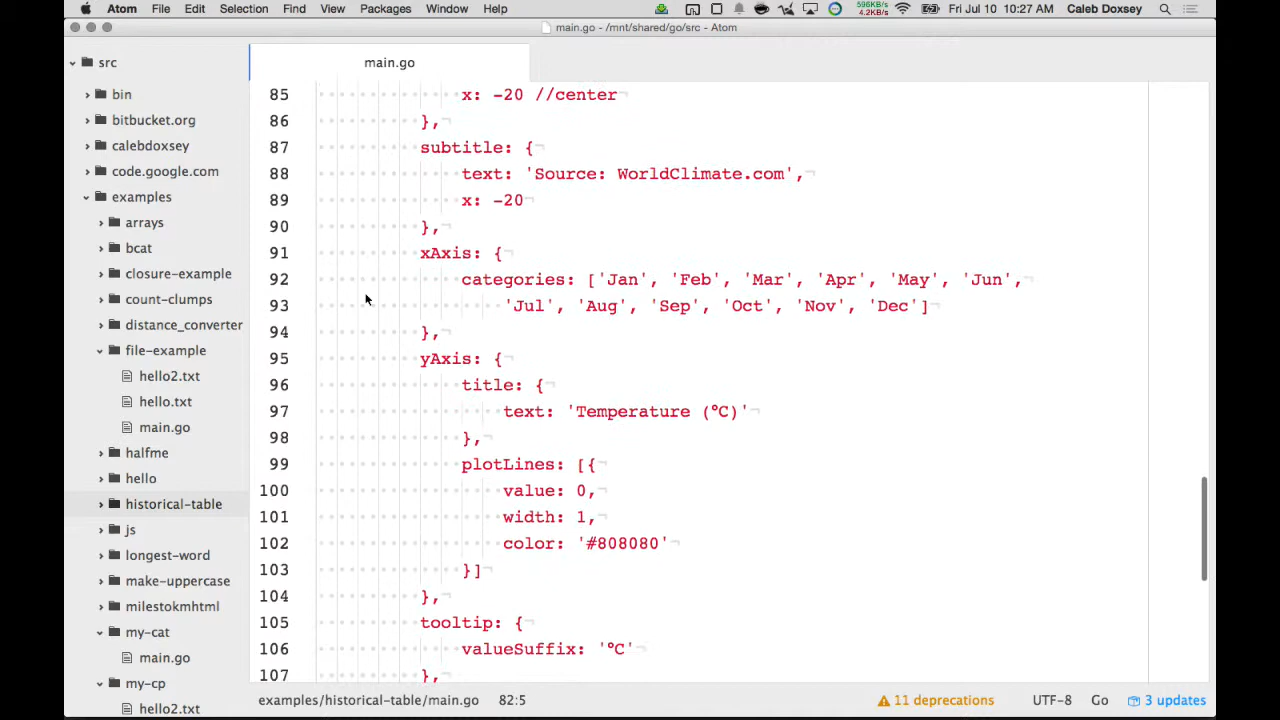 Atom File Edit Selection Find View Packages Window Help 596KB/s 4.2KB/s Fri Jul 10 10:27 AM Caleb Doxsey
main.go - /mnt/shared/go/src - Atom
src
main.go
bin
bitbucket.org
calebdoxsey
code.google.com
examples
arrays
bcat
closure-example
count-clumps
distance_converter
file-example
hello2.txt
hello.txt
main.go
halfme
hello
historical-table
js
longest-word
make-uppercase
milestokmhtml
my-cat
main.go
my-cp
hello2.txt
85 x: -20 //center
86 },
87 subtitle: {
88 text: 'Source: WorldClimate.com',
89 x: -20
90 },
91 xAxis: {
92 categories: ['Jan', 'Feb', 'Mar', 'Apr', 'May', 'Jun',
93 'Jul', 'Aug', 'Sep', 'Oct', 'Nov', 'Dec']
94 },
95 yAxis: {
96 title: {
97 text: 'Temperature (°C)'
98 },
99 plotLines: [{
100 value: 0,
101 width: 1,
102 color: '#808080'
103 }]
104 },
105 tooltip: {
106 valueSuffix: '°C'
107 },
examples/historical-table/main.go 82:5 11 deprecations UTF-8 Go 3 updates